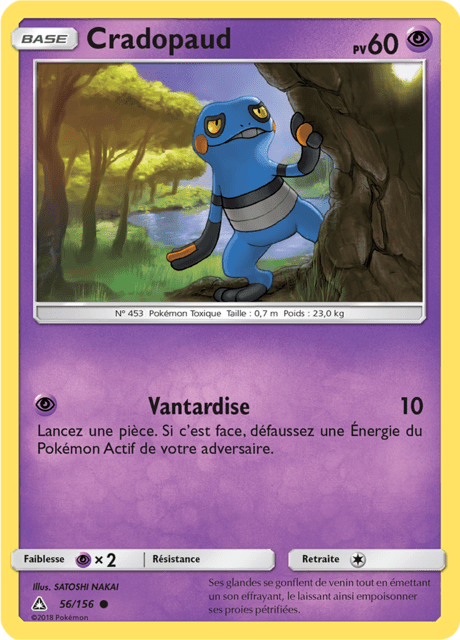 BASE Cradopaud PV60
N° 453 Pokémon Toxique Taille : 0,7 m Poids : 23,0 kg
Vantardise 10
Lancez une pièce. Si c'est face, défaussez une Énergie du
Pokémon Actif de votre adversaire.
Faiblesse ×2 Résistance Retraite
Illus. SATOSHI NAKAI
56/156
©2018 Pokémon
Ses glandes se gonflent de venin tout en émettant
un son effrayant, le laissant ainsi empoisonner
ses proies pétrifiées.